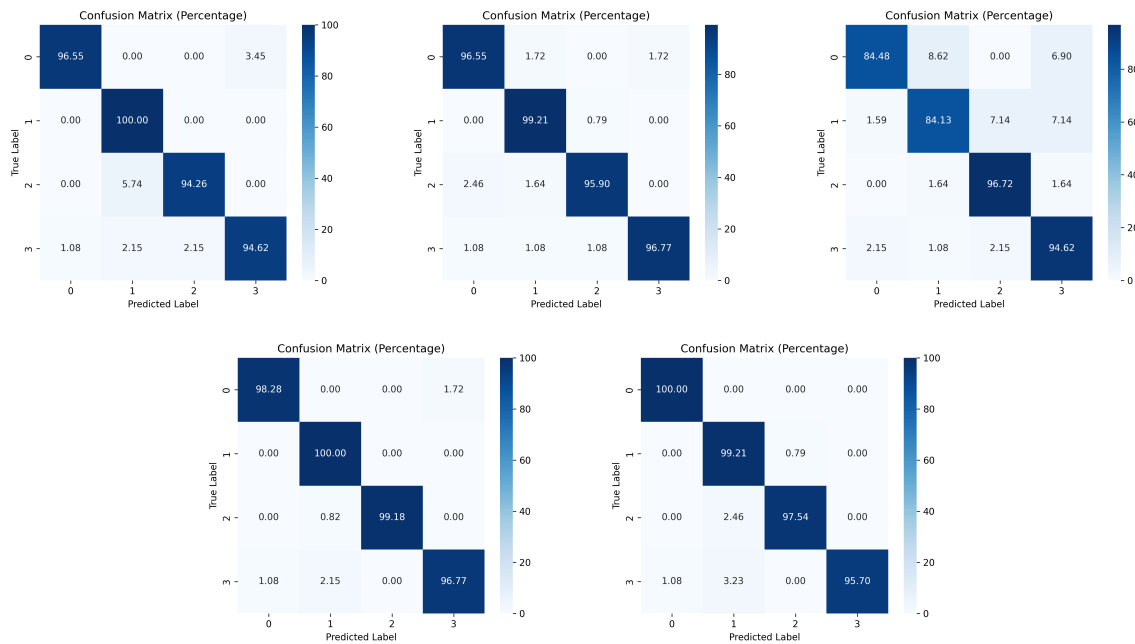 Confusion Matrix (Percentage)
0 96.55 0.00 0.00 3.45
1 0.00 100.00 0.00 0.00
2 0.00 5.74 94.26 0.00
3 1.08 2.15 2.15 94.62
0 1 2 3
Predicted Label
True Label
100
80
60
40
20
0
Confusion Matrix (Percentage)
0 96.55 1.72 0.00 1.72
1 0.00 99.21 0.79 0.00
2 2.46 1.64 95.90 0.00
3 1.08 1.08 1.08 96.77
0 1 2 3
Predicted Label
True Label
80
60
40
20
0
Confusion Matrix (Percentage)
0 84.48 8.62 0.00 6.90
1 1.59 84.13 7.14 7.14
2 0.00 1.64 96.72 1.64
3 2.15 1.08 2.15 94.62
0 1 2 3
Predicted Label
True Label
80
60
40
20
0
Confusion Matrix (Percentage)
0 98.28 0.00 0.00 1.72
1 0.00 100.00 0.00 0.00
2 0.00 0.82 99.18 0.00
3 1.08 2.15 0.00 96.77
0 1 2 3
Predicted Label
True Label
100
80
60
40
20
0
Confusion Matrix (Percentage)
0 100.00 0.00 0.00 0.00
1 0.00 99.21 0.79 0.00
2 0.00 2.46 97.54 0.00
3 1.08 3.23 0.00 95.70
0 1 2 3
Predicted Label
True Label
100
80
60
40
20
0